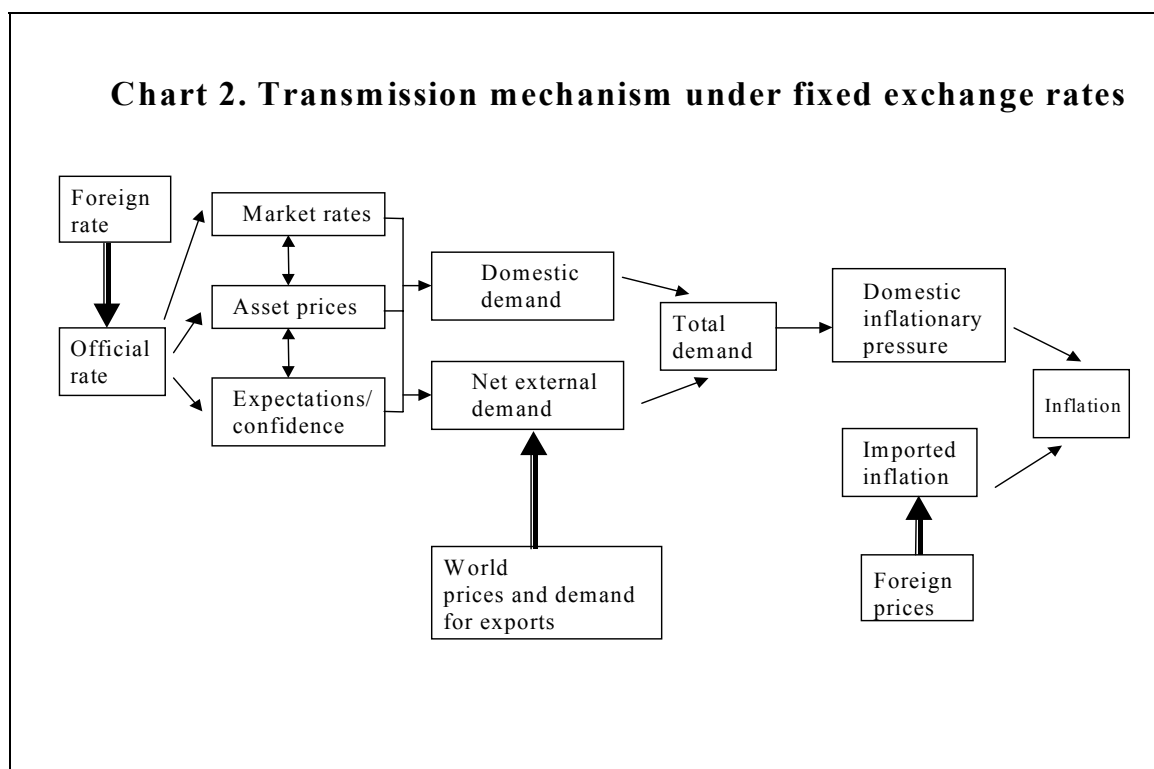 Chart 2. Transmission mechanism under fixed exchange rates
Foreign
rate
Official
rate
Market rates
Asset prices
Expectations/
confidence
Domestic
demand
Net external
demand
World
prices and demand
for exports
Total
demand
Domestic
inflationary
pressure
Imported
inflation
Foreign
prices
Inflation